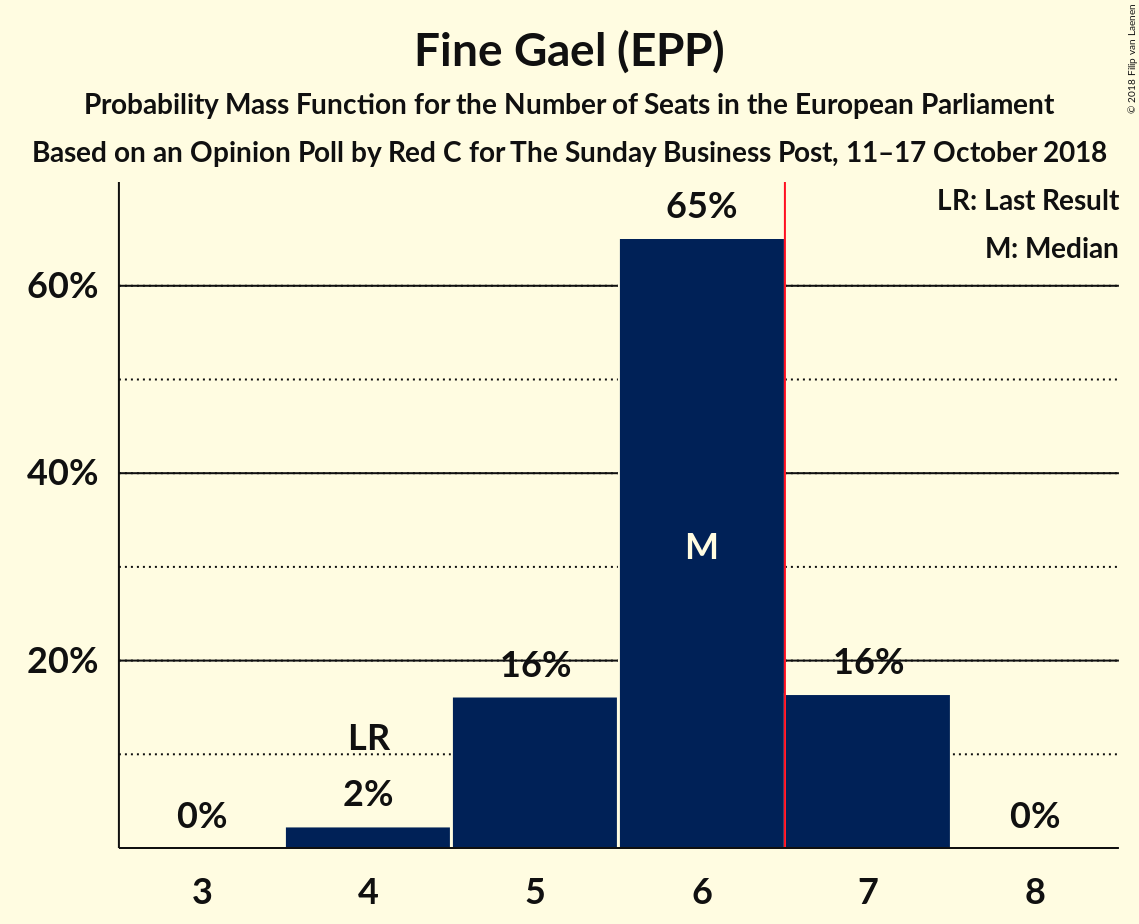 Fine Gael (EPP)
Probability Mass Function for the Number of Seats in the European Parliament
Based on an Opinion Poll by Red C for The Sunday Business Post, 11–17 October 2018
© 2018 Filip van Laenen
LR: Last Result
M: Median
65%
60%
40%
M
20%
16%
16%
LR
2%
0%
0%
3 4 5 6 7 8